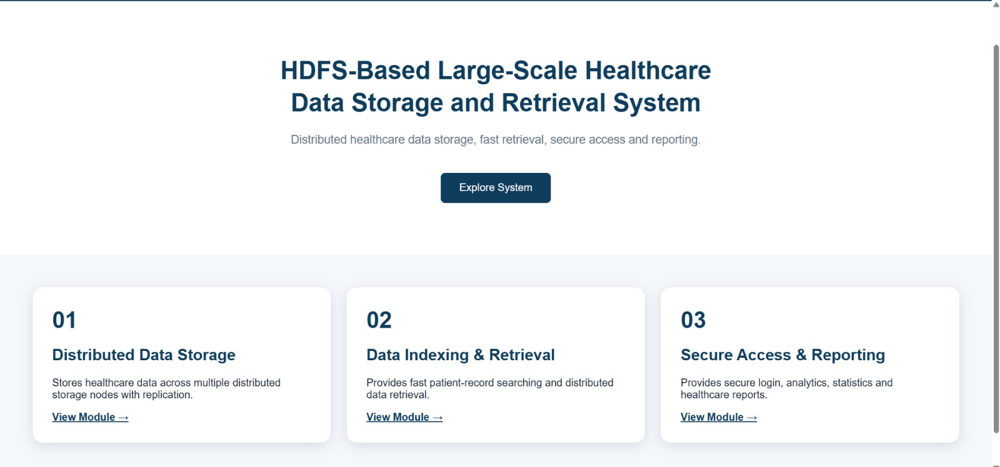 HDFS-Based Large-Scale Healthcare
Data Storage and Retrieval System
Distributed healthcare data storage, fast retrieval, secure access and reporting.
Explore System
01
Distributed Data Storage
Stores healthcare data across multiple distributed
storage nodes with replication.
View Module →
02
Data Indexing & Retrieval
Provides fast patient-record searching and distributed
data retrieval.
View Module →
03
Secure Access & Reporting
Provides secure login, analytics, statistics and
healthcare reports.
View Module →